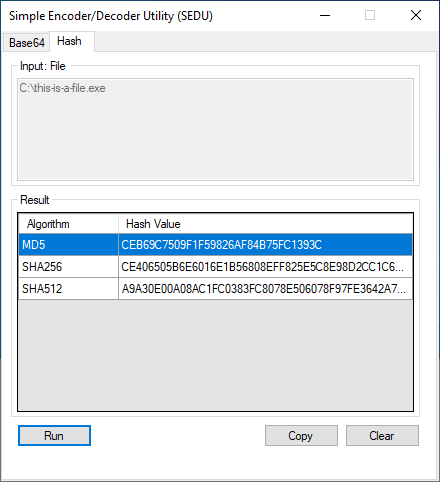 Simple Encoder/Decoder Utility (SEDU)
Base64 Hash
Input: File
C:\this-is-a-file.exe
Result
Algorithm Hash Value
MD5 CEB69C7509F1F59826AF84B75FC1393C
SHA256 CE406505B6E6016E1B56808EFF825E5C8E98D2CC1C6...
SHA512 A9A30E00A08AC1FC0383FC8078E506078F97FE3642A7...
Run Copy Clear